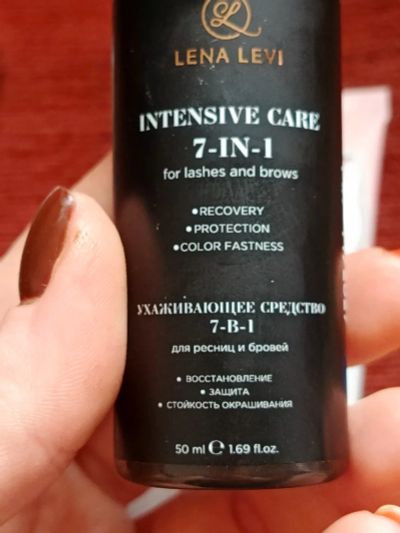 LENA LEVI
INTENSIVE CARE
7-IN-1
for lashes and brows
•RECOVERY
•PROTECTION
•COLOR FASTNESS
УХАЖИВАЮЩЕЕ СРЕДСТВО
7-В-1
для ресниц и бровей
• ВОССТАНОВЛЕНИЕ
• ЗАЩИТА
• СТОЙКОСТЬ ОКРАШИВАНИЯ
50 ml ℮ 1.69 fl.oz.